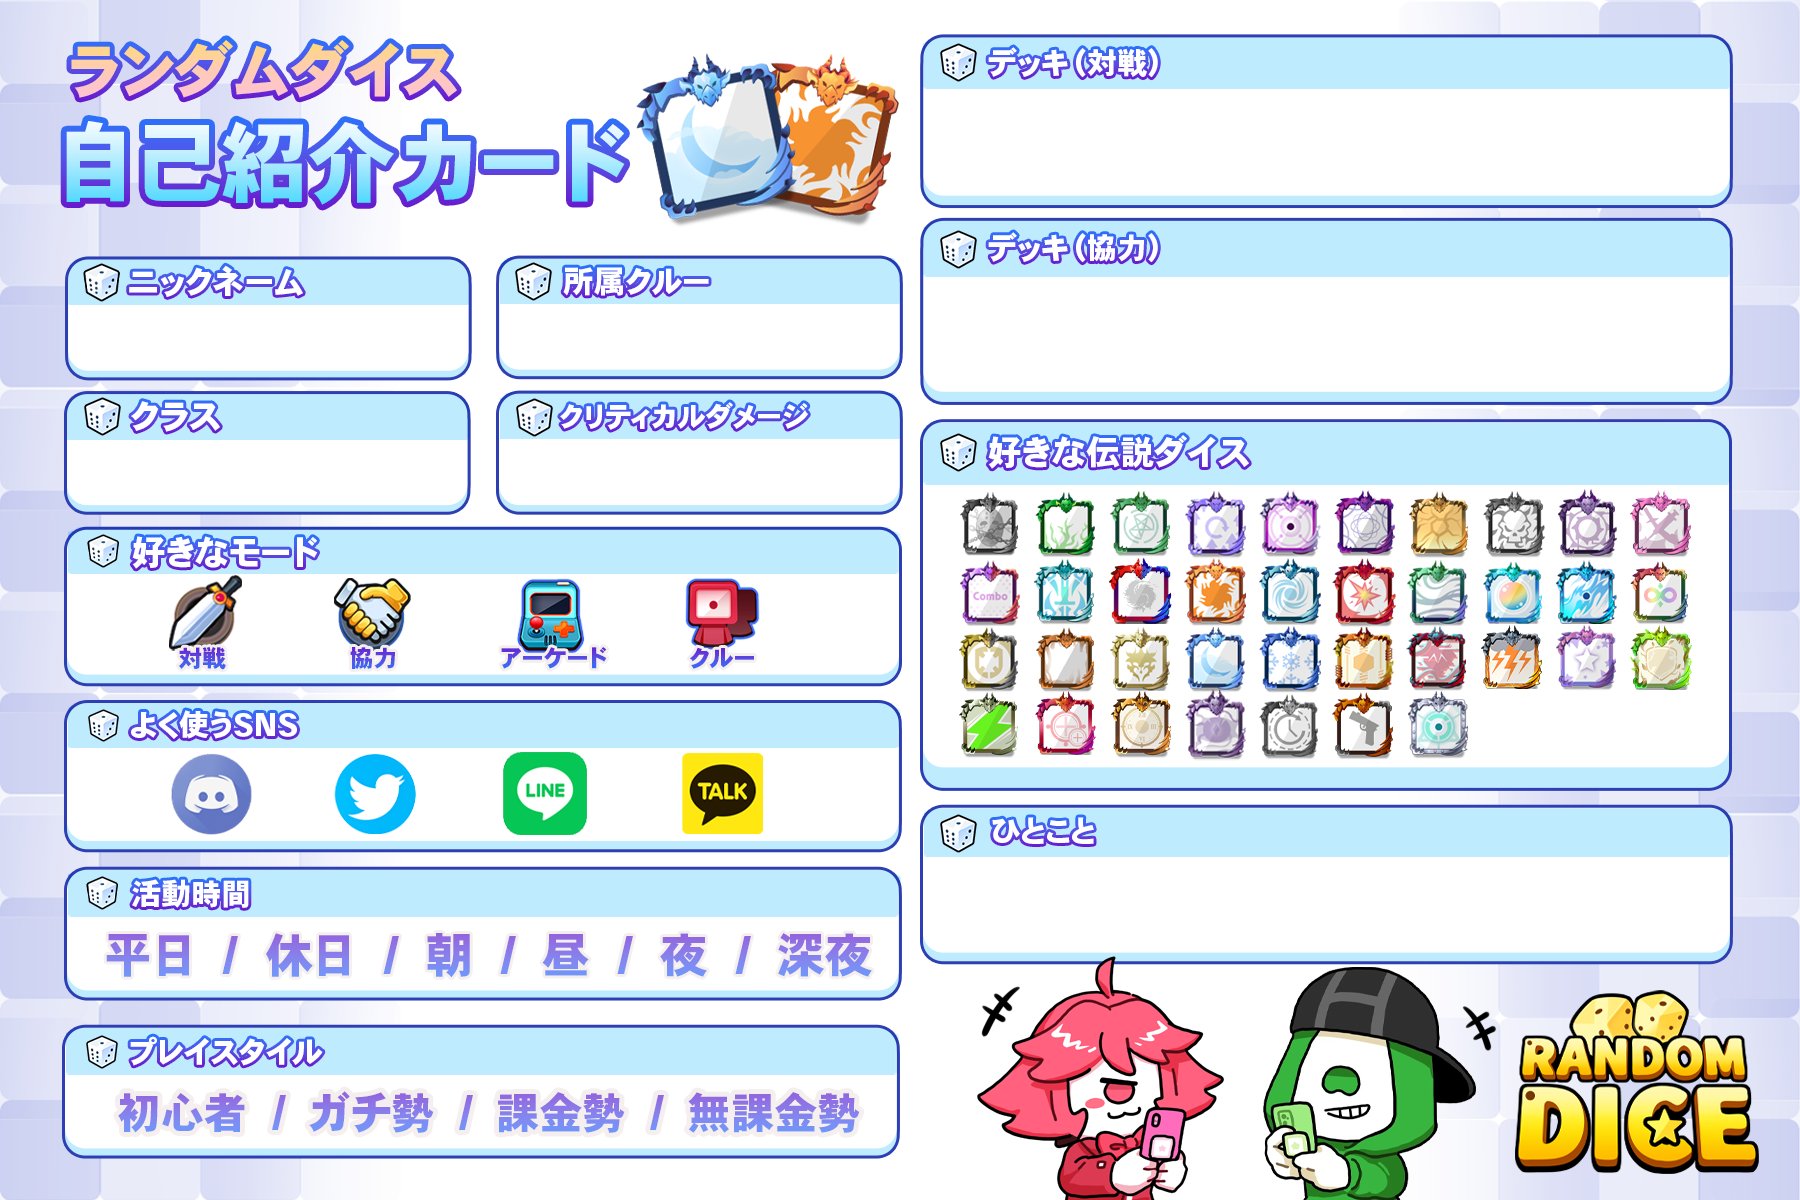 ランダムダイス
自己紹介カード
ニックネーム
所属クルー
クラス
クリティカルダメージ
好きなモード
対戦
協力
アーケード
クルー
よく使うSNS
LINE
TALK
活動時間
平日 / 休日 / 朝 / 昼 / 夜 / 深夜
プレイスタイル
初心者 / ガチ勢 / 課金勢 / 無課金勢
デッキ(対戦)
デッキ(協力)
好きな伝説ダイス
Combo
ひとこと
RANDOM
DICE